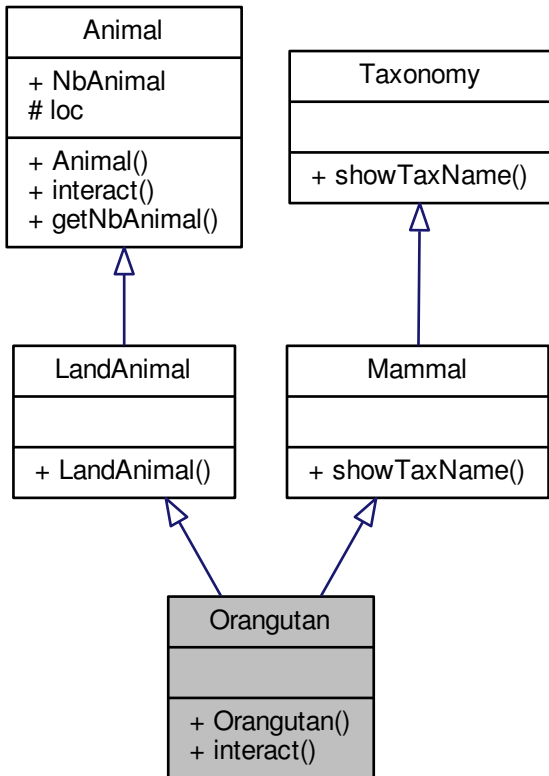 Animal
+ NbAnimal
# loc
+ Animal()
+ interact()
+ getNbAnimal()
Taxonomy
+ showTaxName()
LandAnimal
+ LandAnimal()
Mammal
+ showTaxName()
Orangutan
+ Orangutan()
+ interact()